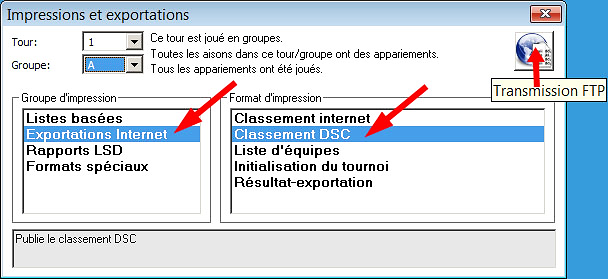 Impressions et exportations
Tour: 1
Ce tour est joué en groupes.
Toutes les aisons dans ce tour/groupe ont des appariements.
Groupe: A
Tous les appariements ont été joués.
Transmission FTP
Groupe d'impression
Listes basées
Exportations Internet
Rapports LSD
Formats spéciaux
Format d'impression
Classement internet
Classement DSC
Liste d'équipes
Initialisation du tournoi
Résultat-exportation
Publie le classement DSC